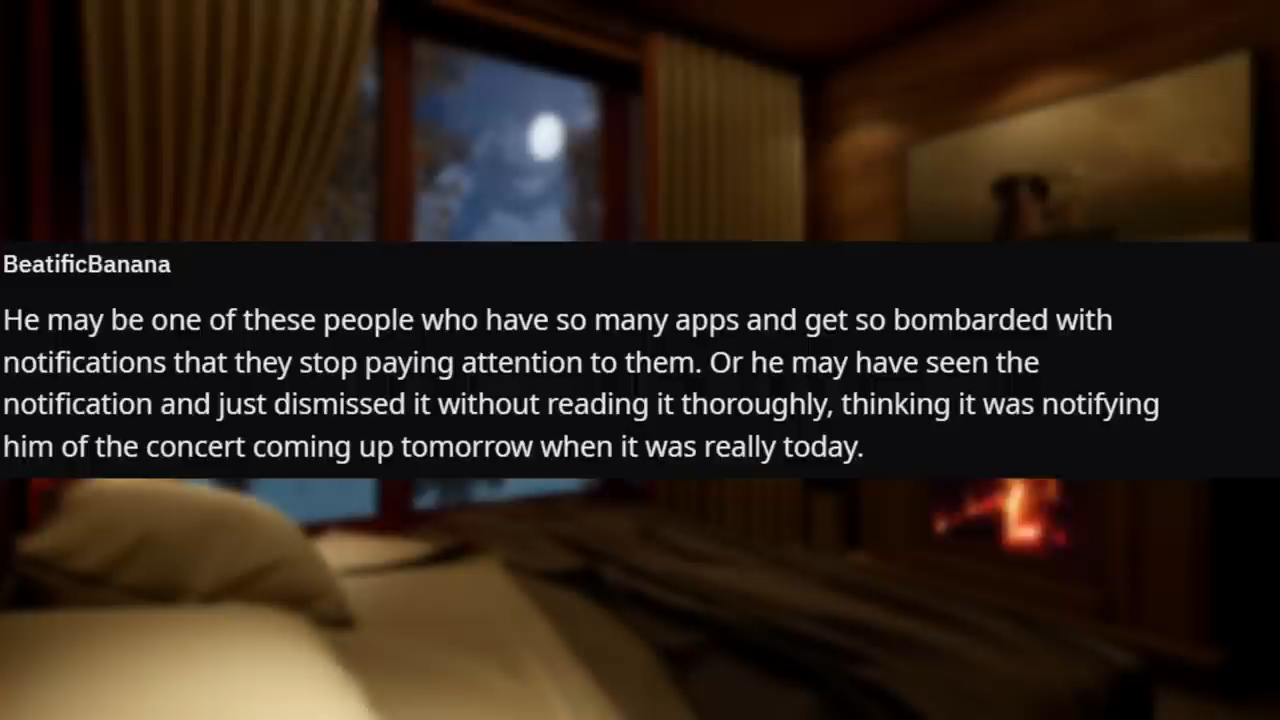 BeatificBanana
He may be one of these people who have so many apps and get so bombarded with
notifications that they stop paying attention to them. Or he may have seen the
notification and just dismissed it without reading it thoroughly, thinking it was notifying
him of the concert coming up tomorrow when it was really today.